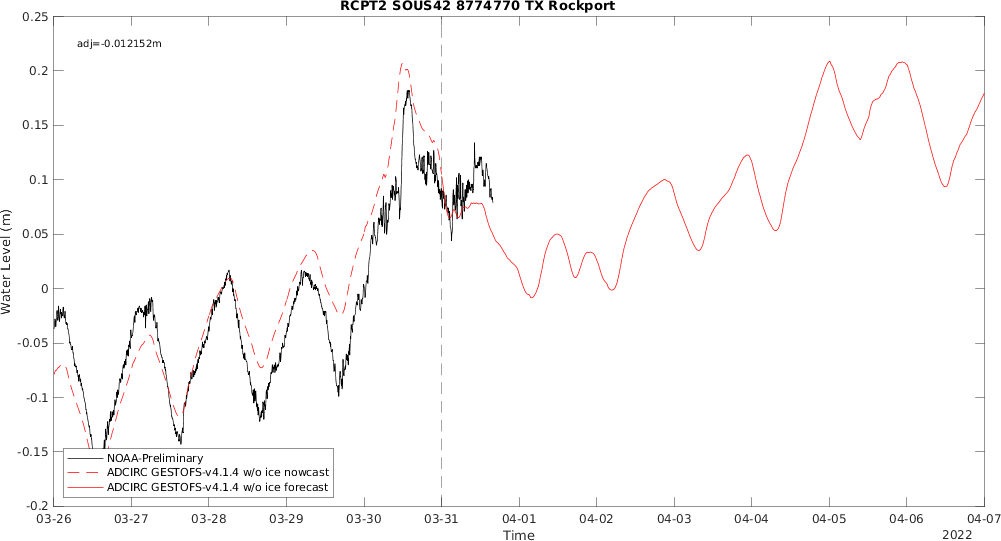 RCPT2 SOUS42 8774770 TX Rockport
adj=-0.012152m
0.25
0.2
0.15
0.1
0.05
0
-0.05
-0.1
-0.15
-0.2
Water Level (m)
NOAA-Preliminary
ADCIRC GESTOFS-v4.1.4 w/o ice nowcast
ADCIRC GESTOFS-v4.1.4 w/o ice forecast
03-26 03-27 03-28 03-29 03-30 03-31 04-01 04-02 04-03 04-04 04-05 04-06 04-07
Time
2022